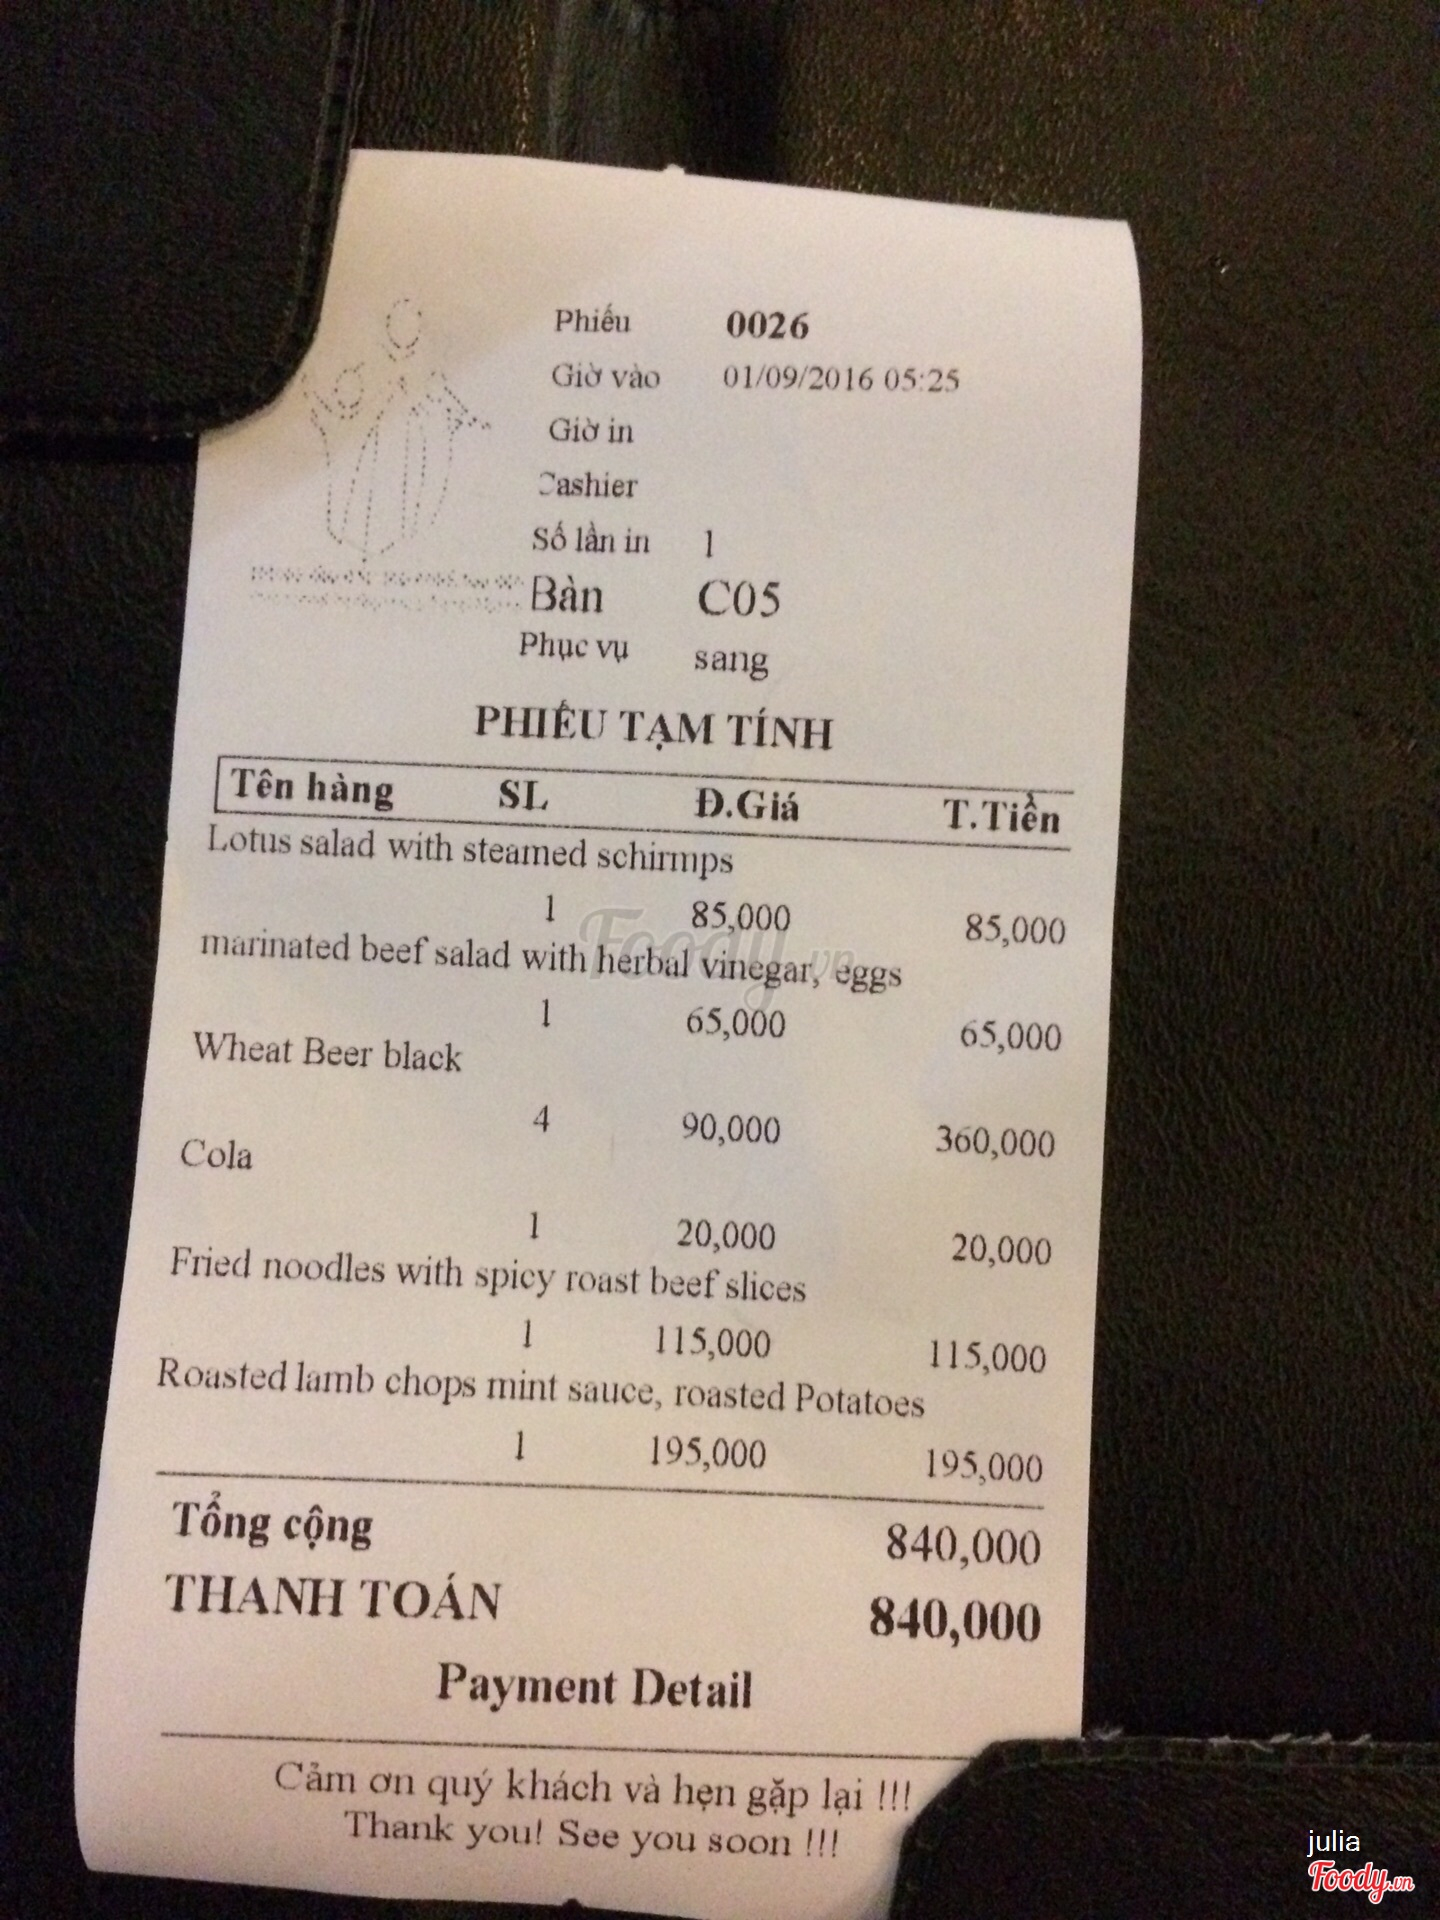 Phiếu 0026
Giờ vào 01/09/2016 05:25
Giờ in
Cashier
Số lần in 1
Bàn C05
Phục vụ sang
PHIẾU TẠM TÍNH
Tên hàng SL Đ.Giá T.Tiền
Lotus salad with steamed schirmps
1 85,000 85,000
marinated beef salad with herbal vinegar, eggs
1 65,000 65,000
Wheat Beer black
4 90,000 360,000
Cola
1 20,000 20,000
Fried noodles with spicy roast beef slices
1 115,000 115,000
Roasted lamb chops mint sauce, roasted Potatoes
1 195,000 195,000
Tổng cộng 840,000
THANH TOÁN 840,000
Payment Detail
Cảm ơn quý khách và hẹn gặp lại !!!
Thank you! See you soon !!!
Foody.vn
julia
Foody.vn